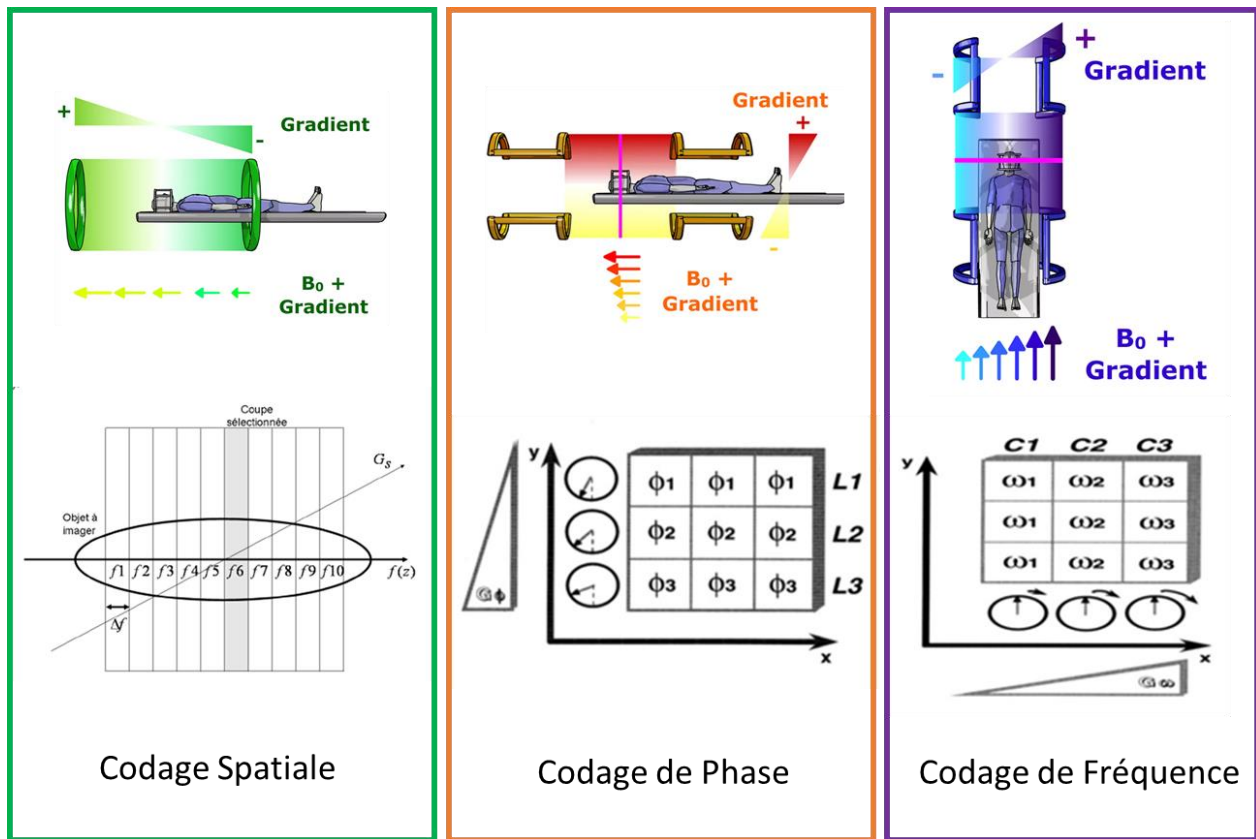 +
Gradient
-
B₀ +
Gradient
Coupe
sélectionnée
Gs
Objet à
imager
f1 f2 f3 f4 f5 f6 f7 f8 f9 f10 f(z)
Δf
Codage Spatiale
Gradient
+
-
B₀ +
Gradient
y
ϕ1 ϕ1 ϕ1 L1
ϕ2 ϕ2 ϕ2 L2
ϕ3 ϕ3 ϕ3 L3
Gϕ
x
Codage de Phase
+
Gradient
-
B₀ +
Gradient
C1 C2 C3
y
ω1 ω2 ω3
ω1 ω2 ω3
ω1 ω2 ω3
x
Gω
Codage de Fréquence